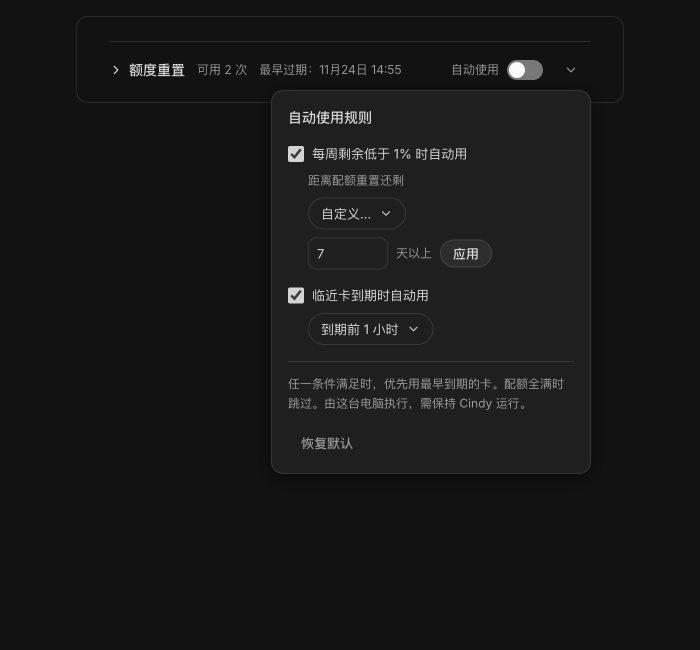 额度重置 可用 2 次 最早过期：11月24日 14:55 自动使用
自动使用规则
每周剩余低于 1% 时自动用
距离配额重置还剩
自定义...
7 天以上 应用
临近卡到期时自动用
到期前 1 小时
任一条件满足时，优先用最早到期的卡。配额全满时
跳过。由这台电脑执行，需保持 Cindy 运行。
恢复默认